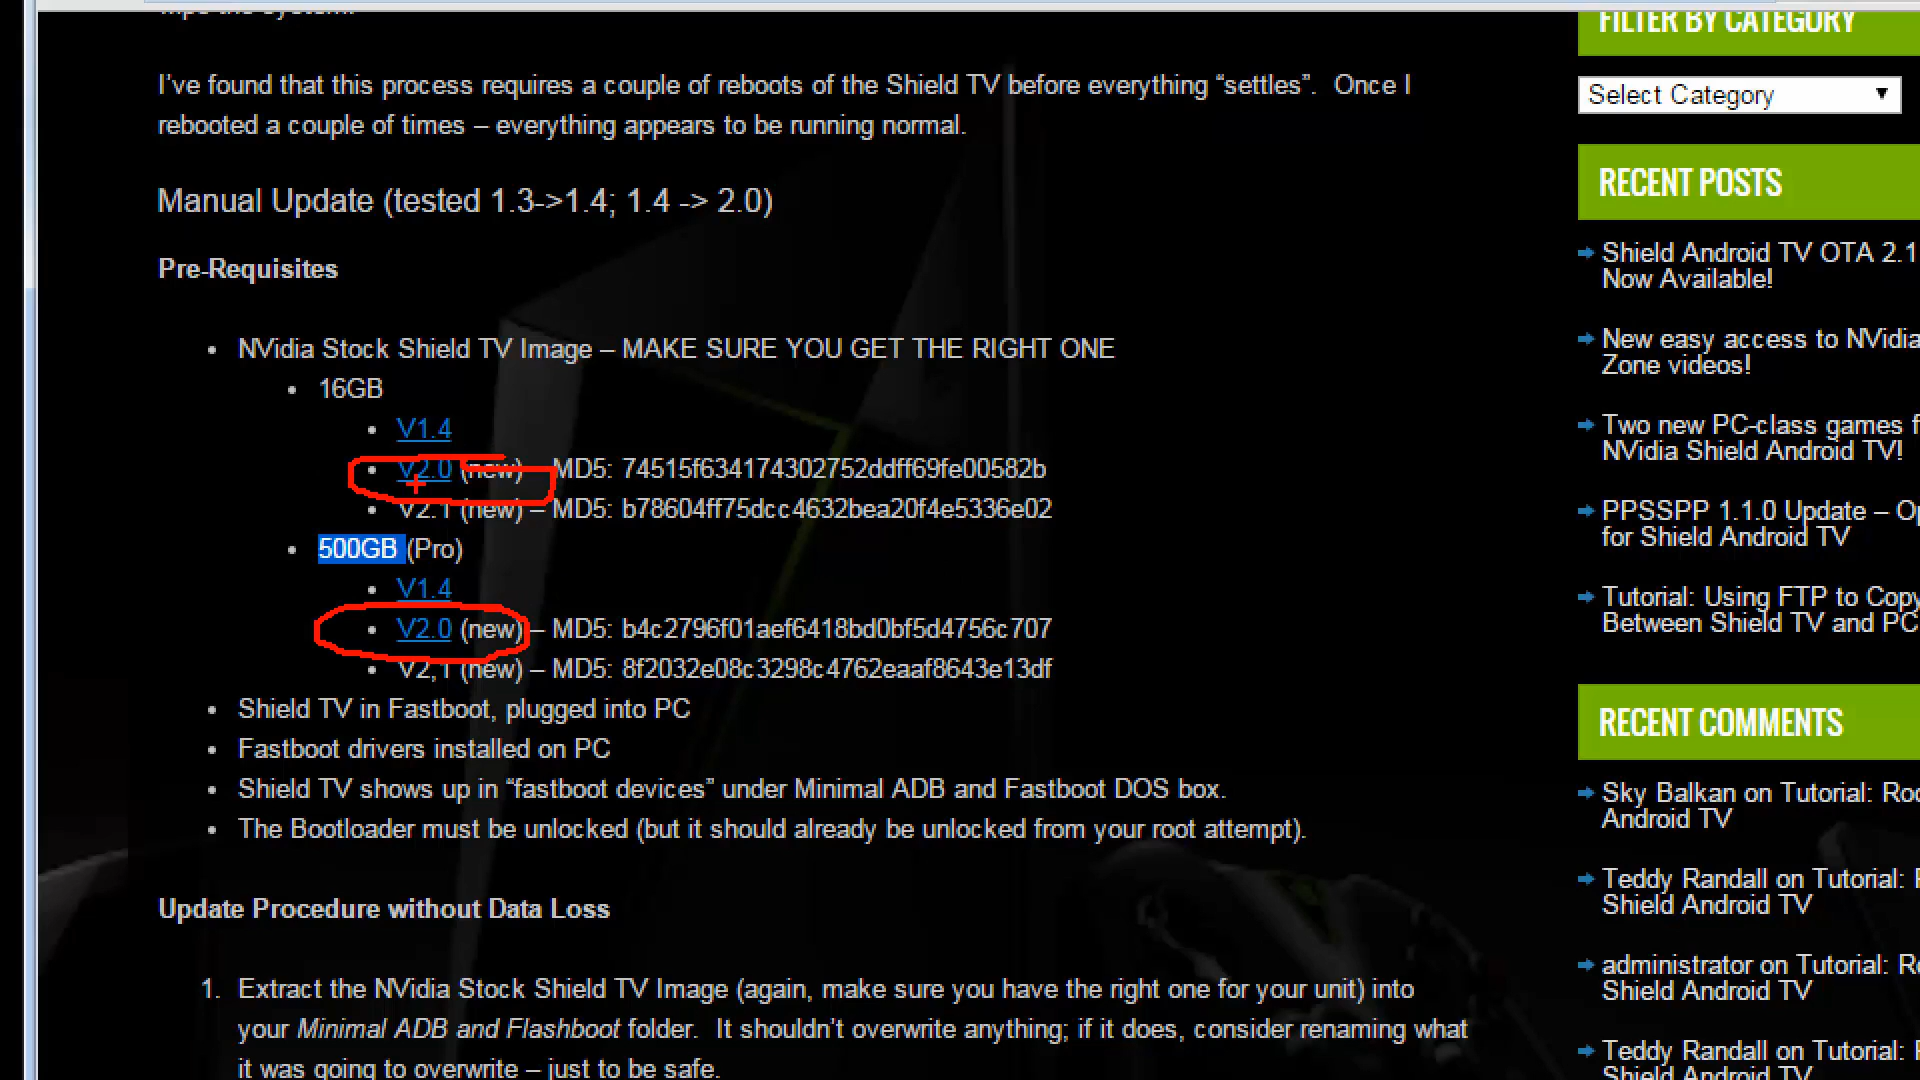 I’ve found that this process requires a couple of reboots of the Shield TV before everything “settles”.  Once I
rebooted a couple of times – everything appears to be running normal.
Manual Update (tested 1.3->1.4; 1.4 -> 2.0)
Pre-Requisites
NVidia Stock Shield TV Image – MAKE SURE YOU GET THE RIGHT ONE
16GB
V1.4
V2.0 (new) – MD5: 74515f634174302752ddff69fe00582b
V2.1 (new) – MD5: b78604ff75dcc4632bea20f4e5336e02
500GB (Pro)
V1.4
V2.0 (new) – MD5: b4c2796f01aef6418bd0bf5d4756c707
V2,1 (new) – MD5: 8f2032e08c3298c4762eaaf8643e13df
Shield TV in Fastboot, plugged into PC
Fastboot drivers installed on PC
Shield TV shows up in “fastboot devices” under Minimal ADB and Fastboot DOS box.
The Bootloader must be unlocked (but it should already be unlocked from your root attempt).
Update Procedure without Data Loss
1. Extract the NVidia Stock Shield TV Image (again, make sure you have the right one for your unit) into
your Minimal ADB and Flashboot folder.  It shouldn’t overwrite anything; if it does, consider renaming what
it was going to overwrite – just to be safe.
FILTER BY CATEGORY
Select Category
RECENT POSTS
Shield Android TV OTA 2.1
Now Available!
New easy access to NVidia
Zone videos!
Two new PC-class games f
NVidia Shield Android TV!
PPSSPP 1.1.0 Update – Op
for Shield Android TV
Tutorial: Using FTP to Copy
Between Shield TV and PC
RECENT COMMENTS
Sky Balkan on Tutorial: Roo
Android TV
Teddy Randall on Tutorial: R
Shield Android TV
administrator on Tutorial: Ro
Shield Android TV
Teddy Randall on Tutorial: R
Shield Android TV